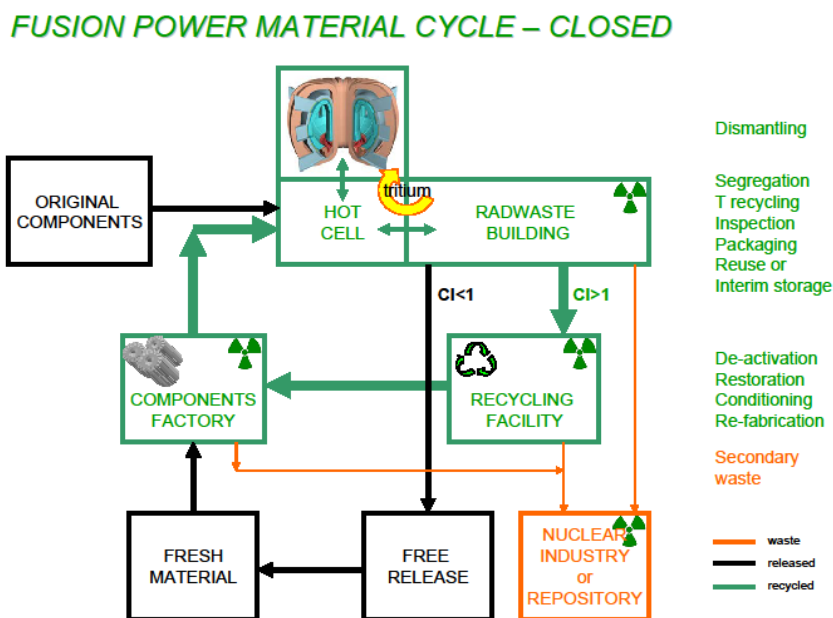 FUSION POWER MATERIAL CYCLE – CLOSED
Dismantling
ORIGINAL
COMPONENTS
tritium
HOT
CELL
RADWASTE
BUILDING
Segregation
T recycling
Inspection
Packaging
Reuse or
Interim storage
CI<1
CI>1
COMPONENTS
FACTORY
RECYCLING
FACILITY
De-activation
Restoration
Conditioning
Re-fabrication
Secondary
waste
FRESH
MATERIAL
FREE
RELEASE
NUCLEAR
INDUSTRY
or
REPOSITORY
waste
released
recycled